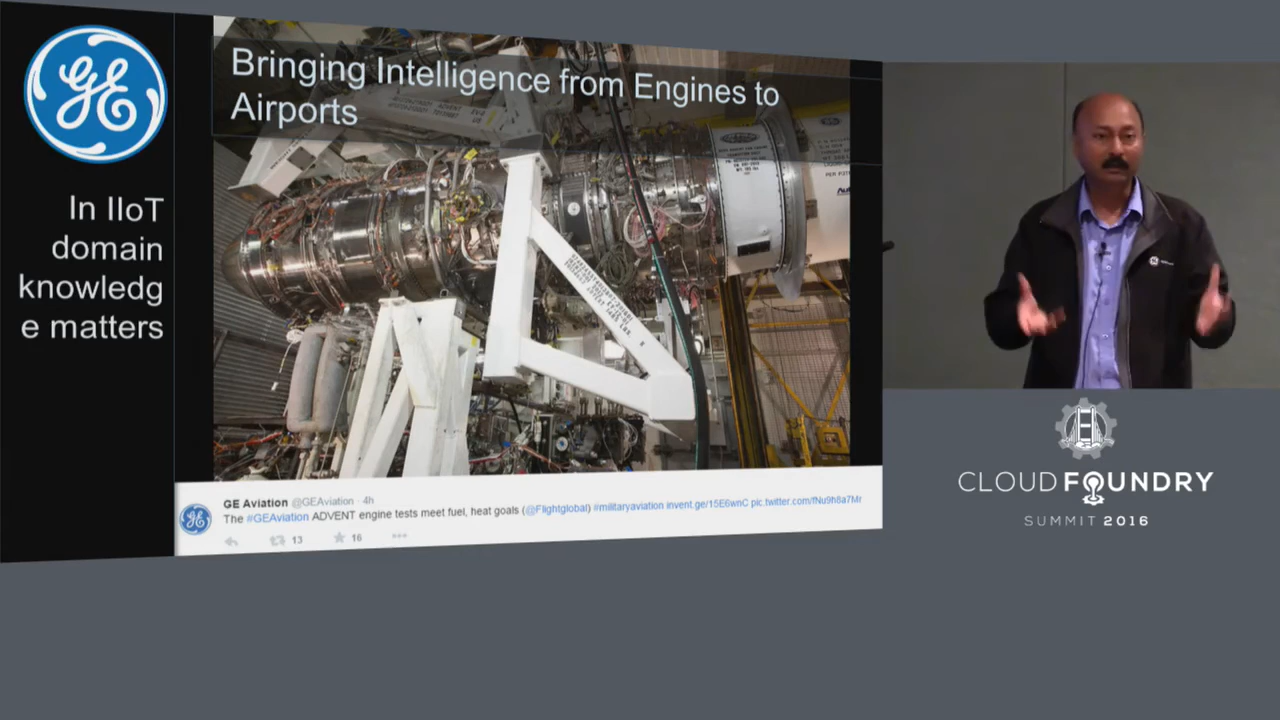 GE
In IIoT
domain
knowledg
e matters
Bringing Intelligence from Engines to
Airports
GE Aviation @GEAviation · 4h
The #GEAviation ADVENT engine tests meet fuel, heat goals (@Flightglobal) #militaryaviation invent.ge/15E6wnC pic.twitter.com/fNu9h8a7Mr
13
16
CLOUD FOUNDRY
SUMMIT 2016